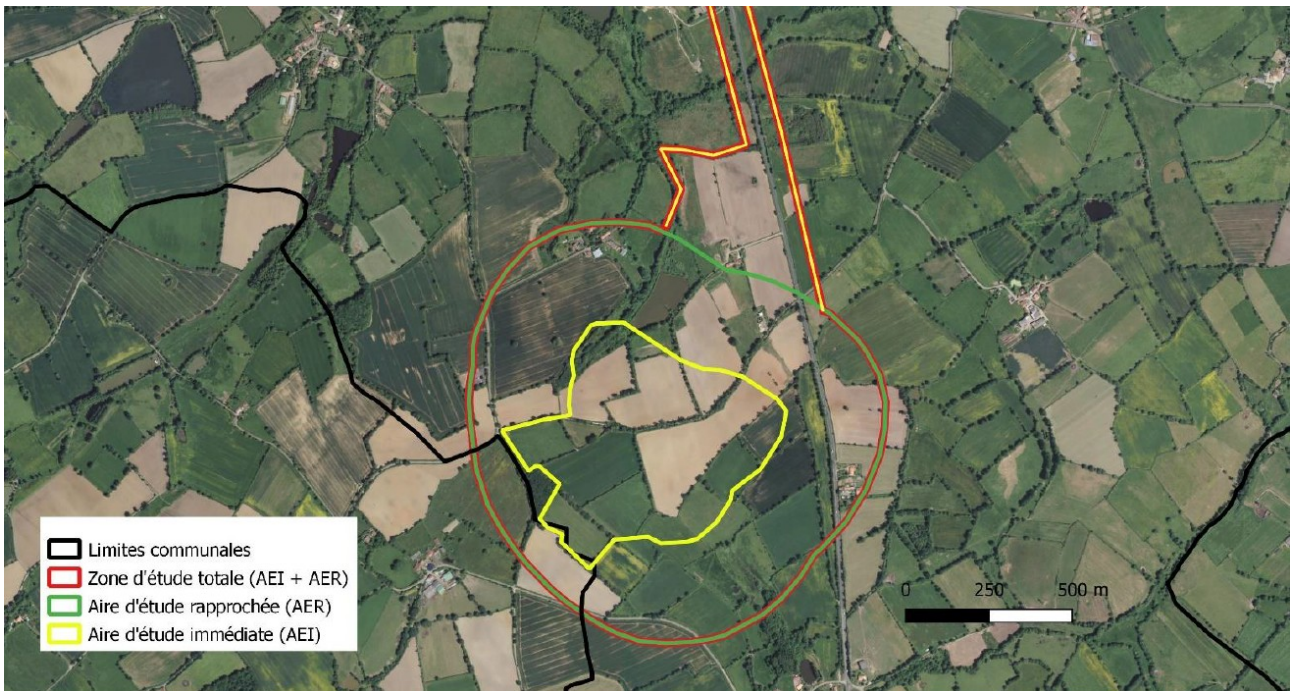 Limites communales
Zone d'étude totale (AEI + AER)
Aire d'étude rapprochée (AER)
Aire d'étude immédiate (AEI)
0 250 500 m